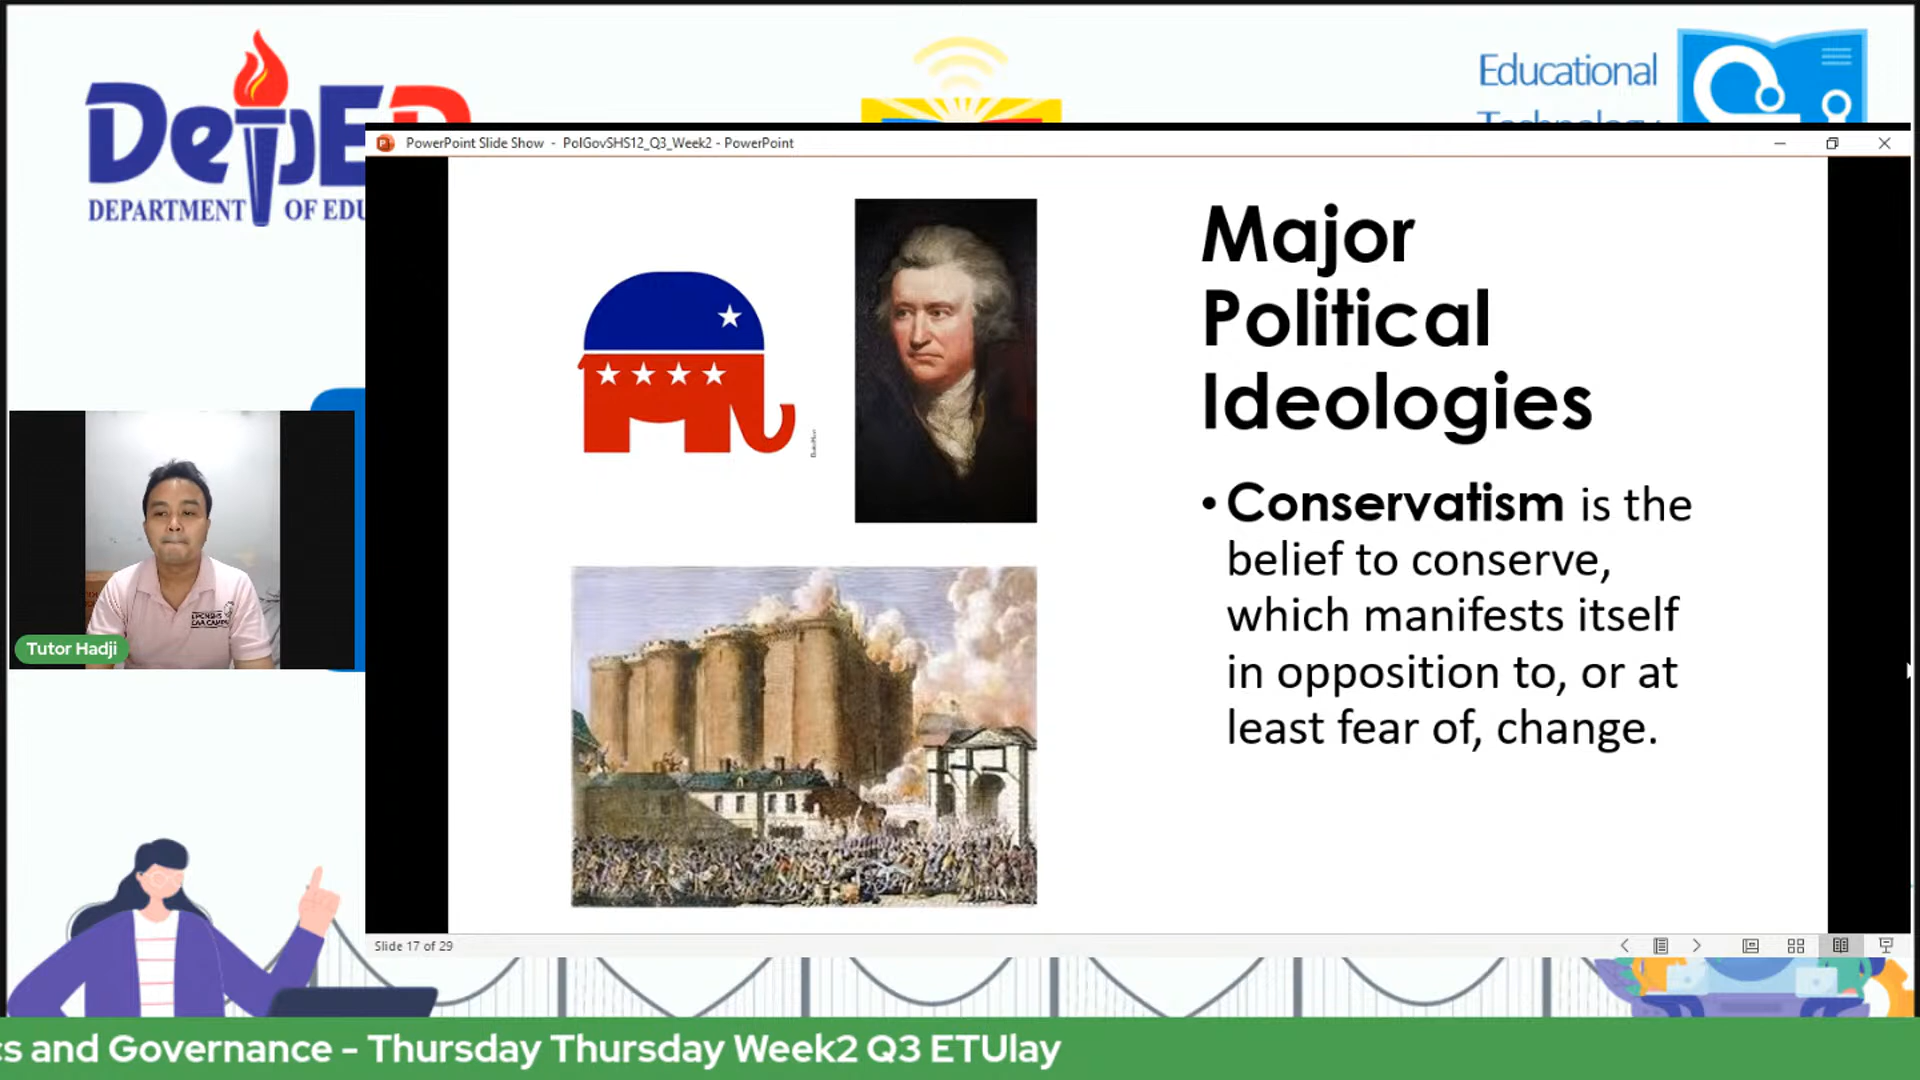 DepED
DEPARTMENT OF EDU
Educational
Technology
PowerPoint Slide Show - PolGovSHS12_Q3_Week2 - PowerPoint
Major
Political
Ideologies
• Conservatism is the
belief to conserve,
which manifests itself
in opposition to, or at
least fear of, change.
Tutor Hadji
Slide 17 of 29
cs and Governance - Thursday Thursday Week2 Q3 ETUlay